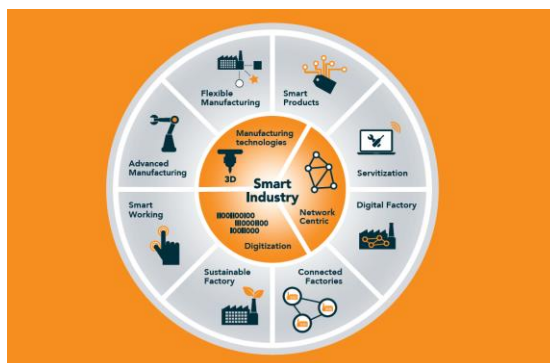 Flexible
Manufacturing
Smart
Products
Servitization
Digital Factory
Connected
Factories
Sustainable
Factory
Smart
Working
Advanced
Manufacturing
Manufacturing
technologies
3D
Smart
Industry
Network
Centric
Digitization